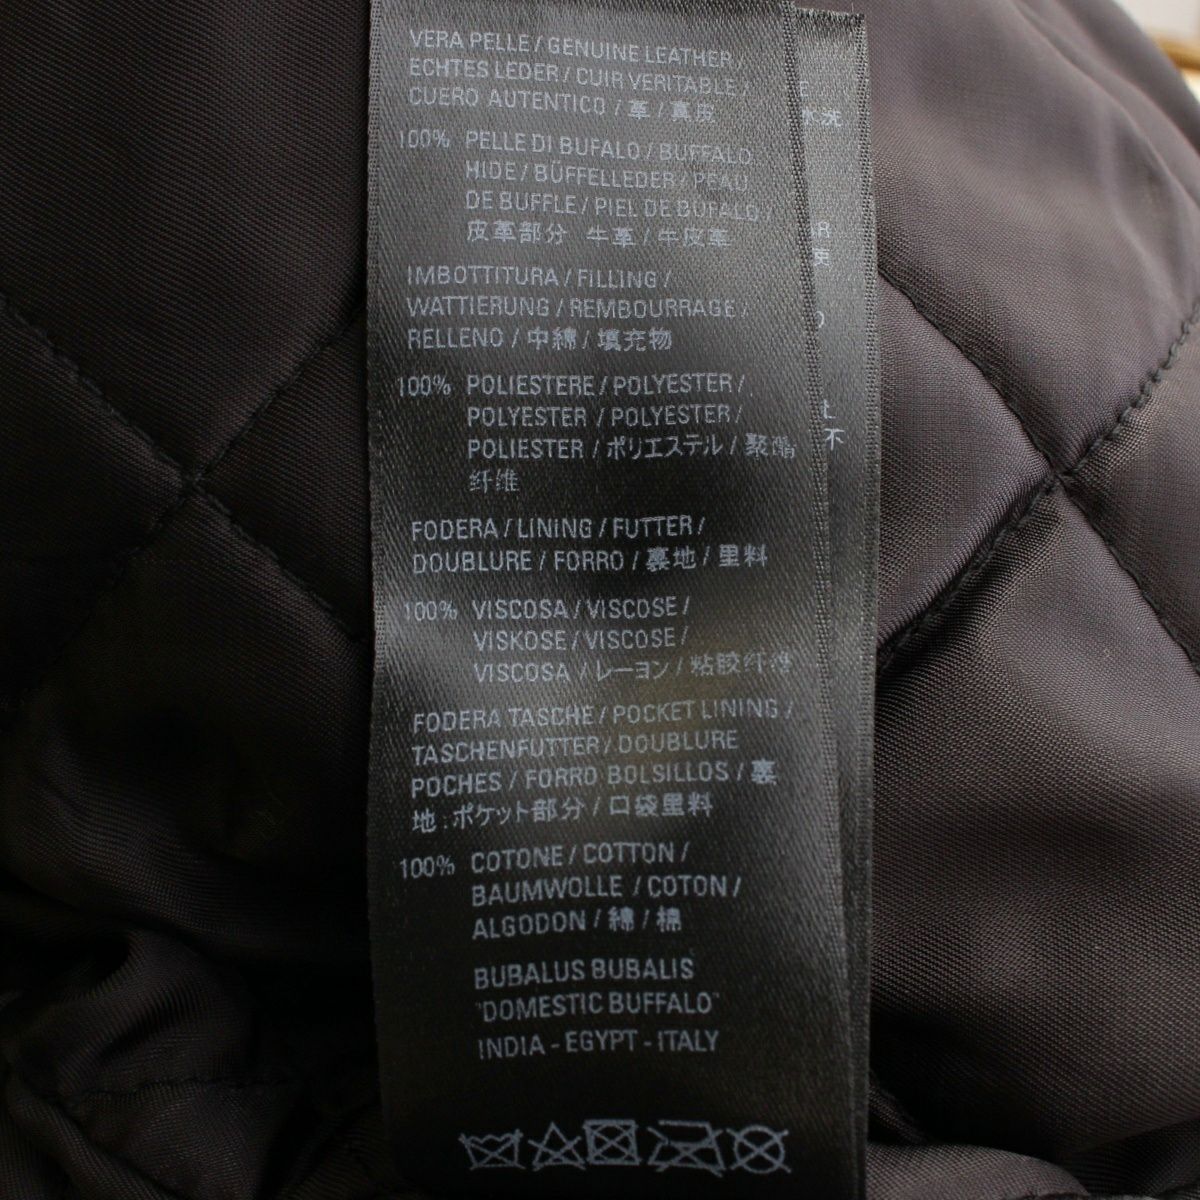 VERA PELLE / GENUINE LEATHER /
ECHTES LEDER / CUIR VERITABLE /
CUERO AUTENTICO / 革 / 真皮
100% PELLE DI BUFALO / BUFFALO
HIDE / BÜFFELLEDER / PEAU
DE BUFFLE / PIEL DE BUFALO /
皮革部分 牛革 / 牛皮革
IMBOTTITURA / FILLING /
WATTIERUNG / REMBOURRAGE /
RELLENO / 中綿 / 填充物
100% POLIESTERE / POLYESTER /
POLYESTER / POLYESTER /
POLIESTER / ポリエステル / 聚酯
纤维
FODERA / LINING / FUTTER /
DOUBLURE / FORRO / 裏地 / 里料
100% VISCOSA / VISCOSE /
VISKOSE / VISCOSE /
VISCOSA / レーヨン / 粘胶纤维
FODERA TASCHE / POCKET LINING /
TASCHENFUTTER / DOUBLURE
POCHES / FORRO BOLSILLOS / 裏
地:ポケット部分 / 口袋里料
100% COTONE / COTTON /
BAUMWOLLE / COTON /
ALGODON / 綿 / 棉
BUBALUS BUBALIS
"DOMESTIC BUFFALO"
INDIA - EGYPT - ITALY
E
水洗
使
不